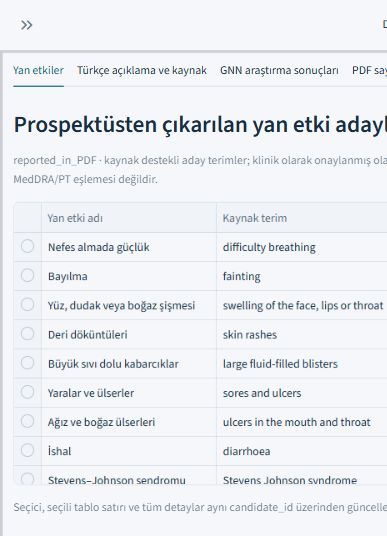 Yan etkiler Türkçe açıklama ve kaynak GNN araştırma sonuçları PDF
Prospektüsten çıkarılan yan etki
reported_in_PDF · kaynak destekli aday terimler; klinik olarak onaylanmış
MedDRA/PT eşlemesi değildir.
Yan etki adı Kaynak terim
Nefes almada güçlük difficulty breathing
Bayılma fainting
Yüz, dudak veya boğaz şişmesi swelling of the face, lips or throat
Deri döküntüleri skin rashes
Büyük sıvı dolu kabarcıklar large fluid-filled blisters
Yaralar ve ülserler sores and ulcers
Ağız ve boğaz ülserleri ulcers in the mouth and throat
İshal diarrhoea
Stevens–Johnson sendromu Stevens–Johnson syndrome
Seçici, seçili tablo satırı ve tüm detaylar aynı candidate_id üzerinden